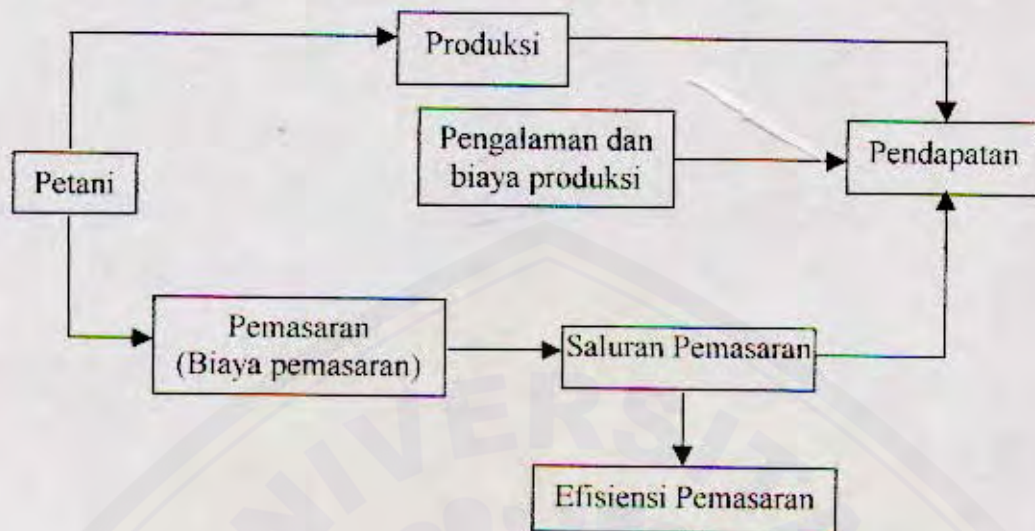 Produksi
Pengalaman dan
biaya produksi
Pendapatan
Petani
Pemasaran
(Biaya pemasaran)
Saluran Pemasaran
Efisiensi Pemasaran